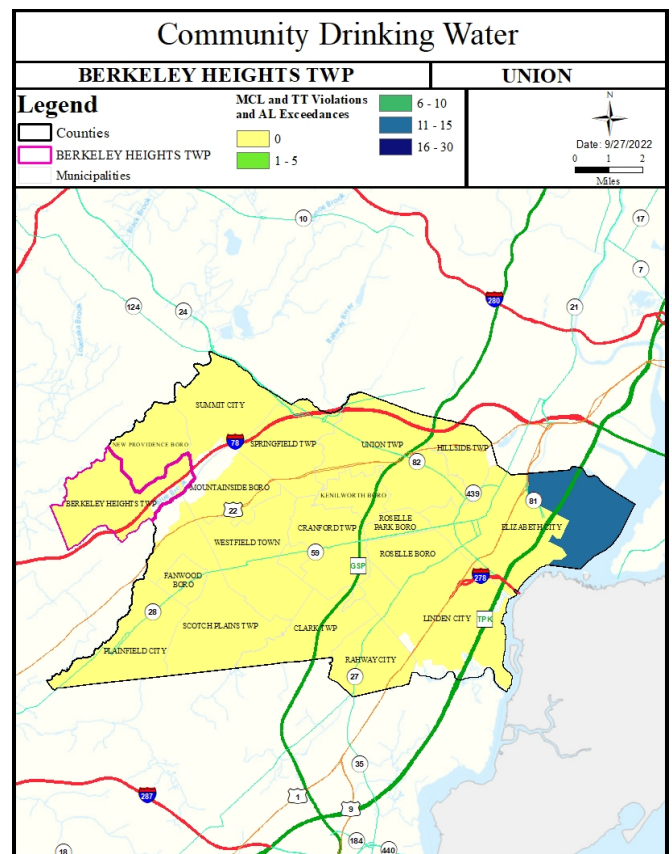 Community Drinking Water
BERKELEY HEIGHTS TWP
UNION
Legend
Counties
BERKELEY HEIGHTS TWP
Municipalities
MCL and TT Violations
and AL Exceedances
0
1 - 5
6 - 10
11 - 15
16 - 30
N
Date: 9/27/2022
0 1 2
Miles
10
17
7
280
21
124
24
SUMMIT CITY
NEW PROVIDENCE BORO
78
SPRINGFIELD TWP
UNION TWP
HILLSIDE TWP
82
MOUNTAINSIDE BORO
BERKELEY HEIGHTS TWP
22
KENILWORTH BORO
439
81
ELIZABETH CITY
CRANFORD TWP
ROSELLE
PARK BORO
WESTFIELD TOWN
59
ROSELLE BORO
GSP
FANWOOD
BORO
278
28
SCOTCH PLAINS TWP
CLARK TWP
LINDEN CITY
TPK
PLAINFIELD CITY
RAHWAY CITY
27
35
287
1
9
18
184
440